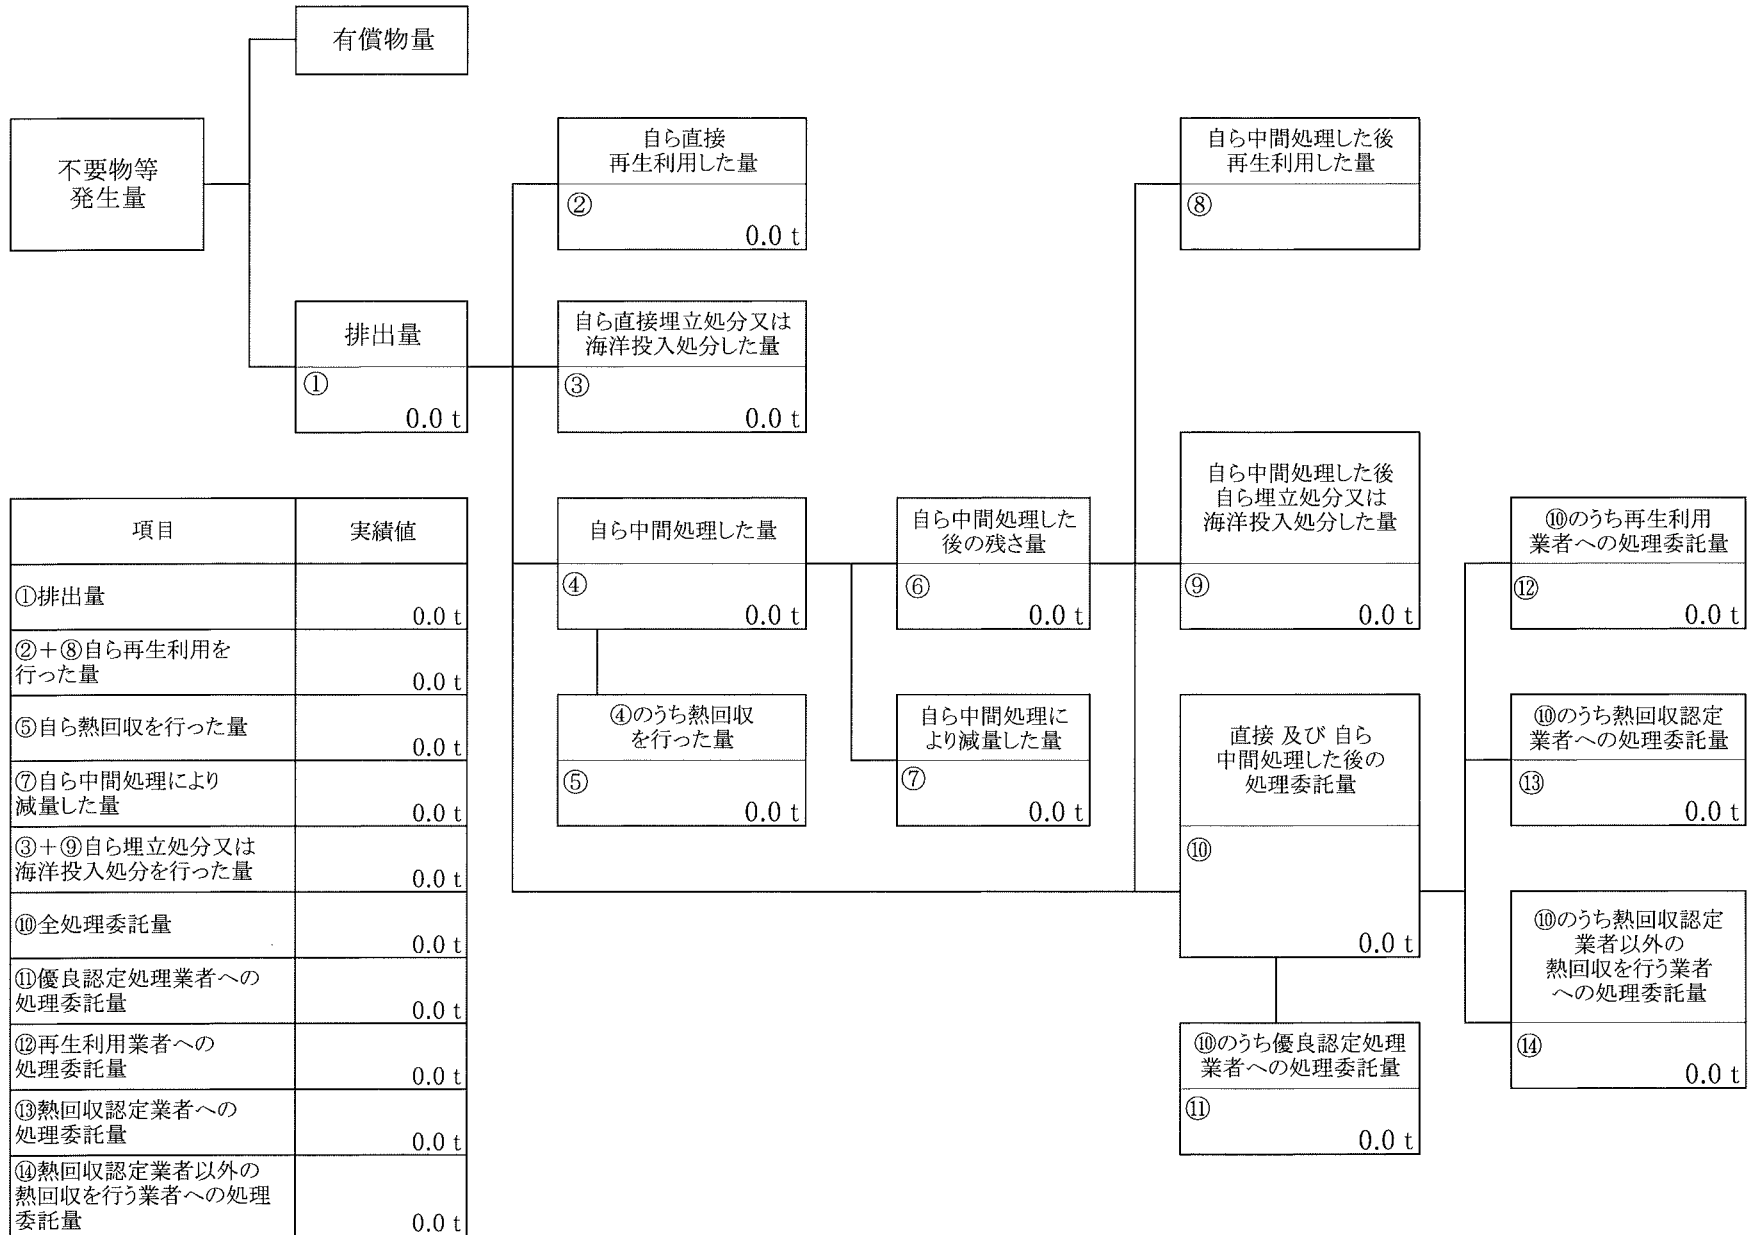 有償物量
不要物等
発生量
自ら直接
再生利用した量
②
0.0 t
自ら中間処理した後
再生利用した量
⑧
排出量
①
0.0 t
自ら直接埋立処分又は
海洋投入処分した量
③
0.0 t
自ら中間処理した量
④
0.0 t
自ら中間処理した
後の残さ量
⑥
0.0 t
自ら中間処理した後
自ら埋立処分又は
海洋投入処分した量
⑨
0.0 t
⑩のうち再生利用
業者への処理委託量
⑫
0.0 t
④のうち熱回収
を行った量
⑤
0.0 t
自ら中間処理に
より減量した量
⑦
0.0 t
直接 及び 自ら
中間処理した後の
処理委託量
⑩
0.0 t
⑩のうち熱回収認定
業者への処理委託量
⑬
0.0 t
⑩のうち熱回収認定
業者以外の
熱回収を行う業者
への処理委託量
⑭
0.0 t
⑩のうち優良認定処理
業者への処理委託量
⑪
0.0 t
項目 実績値
①排出量
0.0 t
②+⑧自ら再生利用を
行った量
0.0 t
⑤自ら熱回収を行った量
0.0 t
⑦自ら中間処理により
減量した量
0.0 t
③+⑨自ら埋立処分又は
海洋投入処分を行った量
0.0 t
⑩全処理委託量
0.0 t
⑪優良認定処理業者への
処理委託量
0.0 t
⑫再生利用業者への
処理委託量
0.0 t
⑬熱回収認定業者への
処理委託量
0.0 t
⑭熱回収認定業者以外の
熱回収を行う業者への処理
委託量
0.0 t